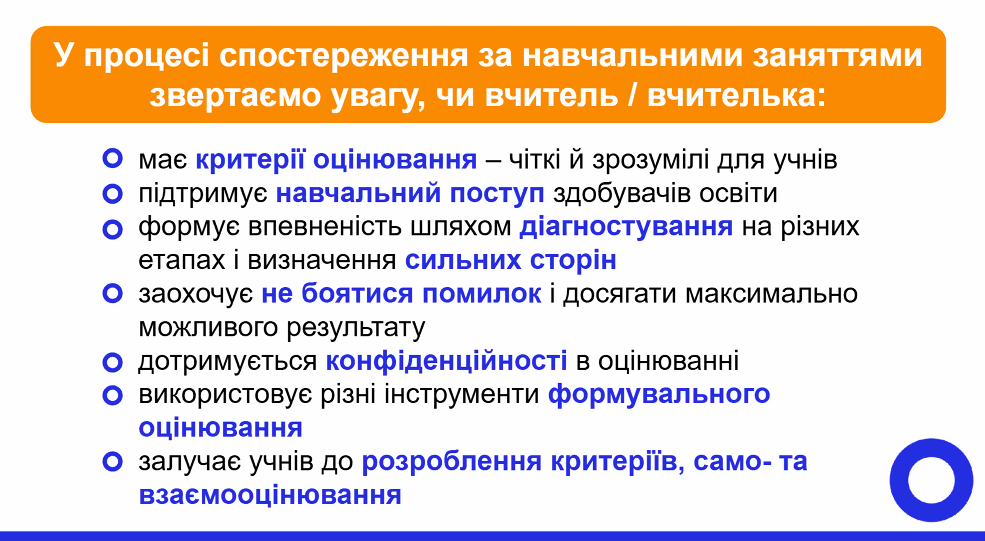 У процесі спостереження за навчальними заняттями
звертаємо увагу, чи вчитель / вчителька:
має критерії оцінювання – чіткі й зрозумілі для учнів
підтримує навчальний поступ здобувачів освіти
формує впевненість шляхом діагностування на різних
етапах і визначення сильних сторін
заохочує не боятися помилок і досягати максимально
можливого результату
дотримується конфіденційності в оцінюванні
використовує різні інструменти формувального
оцінювання
залучає учнів до розроблення критеріїв, само- та
взаємооцінювання